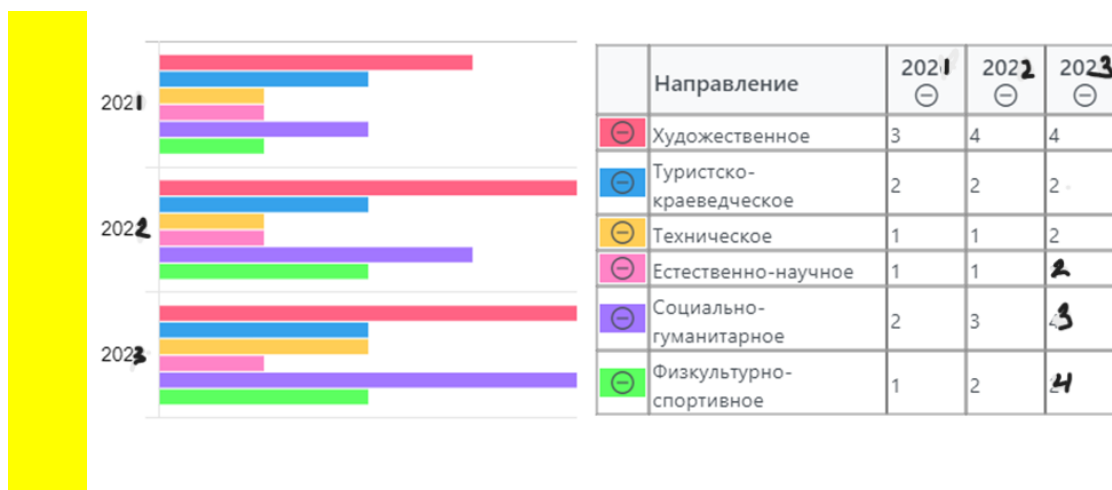 2021
2022
2023
Направление 2021 2022 2023
Художественное 3 4 4
Туристско-
краеведческое 2 2 2
Техническое 1 1 2
Естественно-научное 1 1 2
Социально-
гуманитарное 2 3 3
Физкультурно-
спортивное 1 2 4